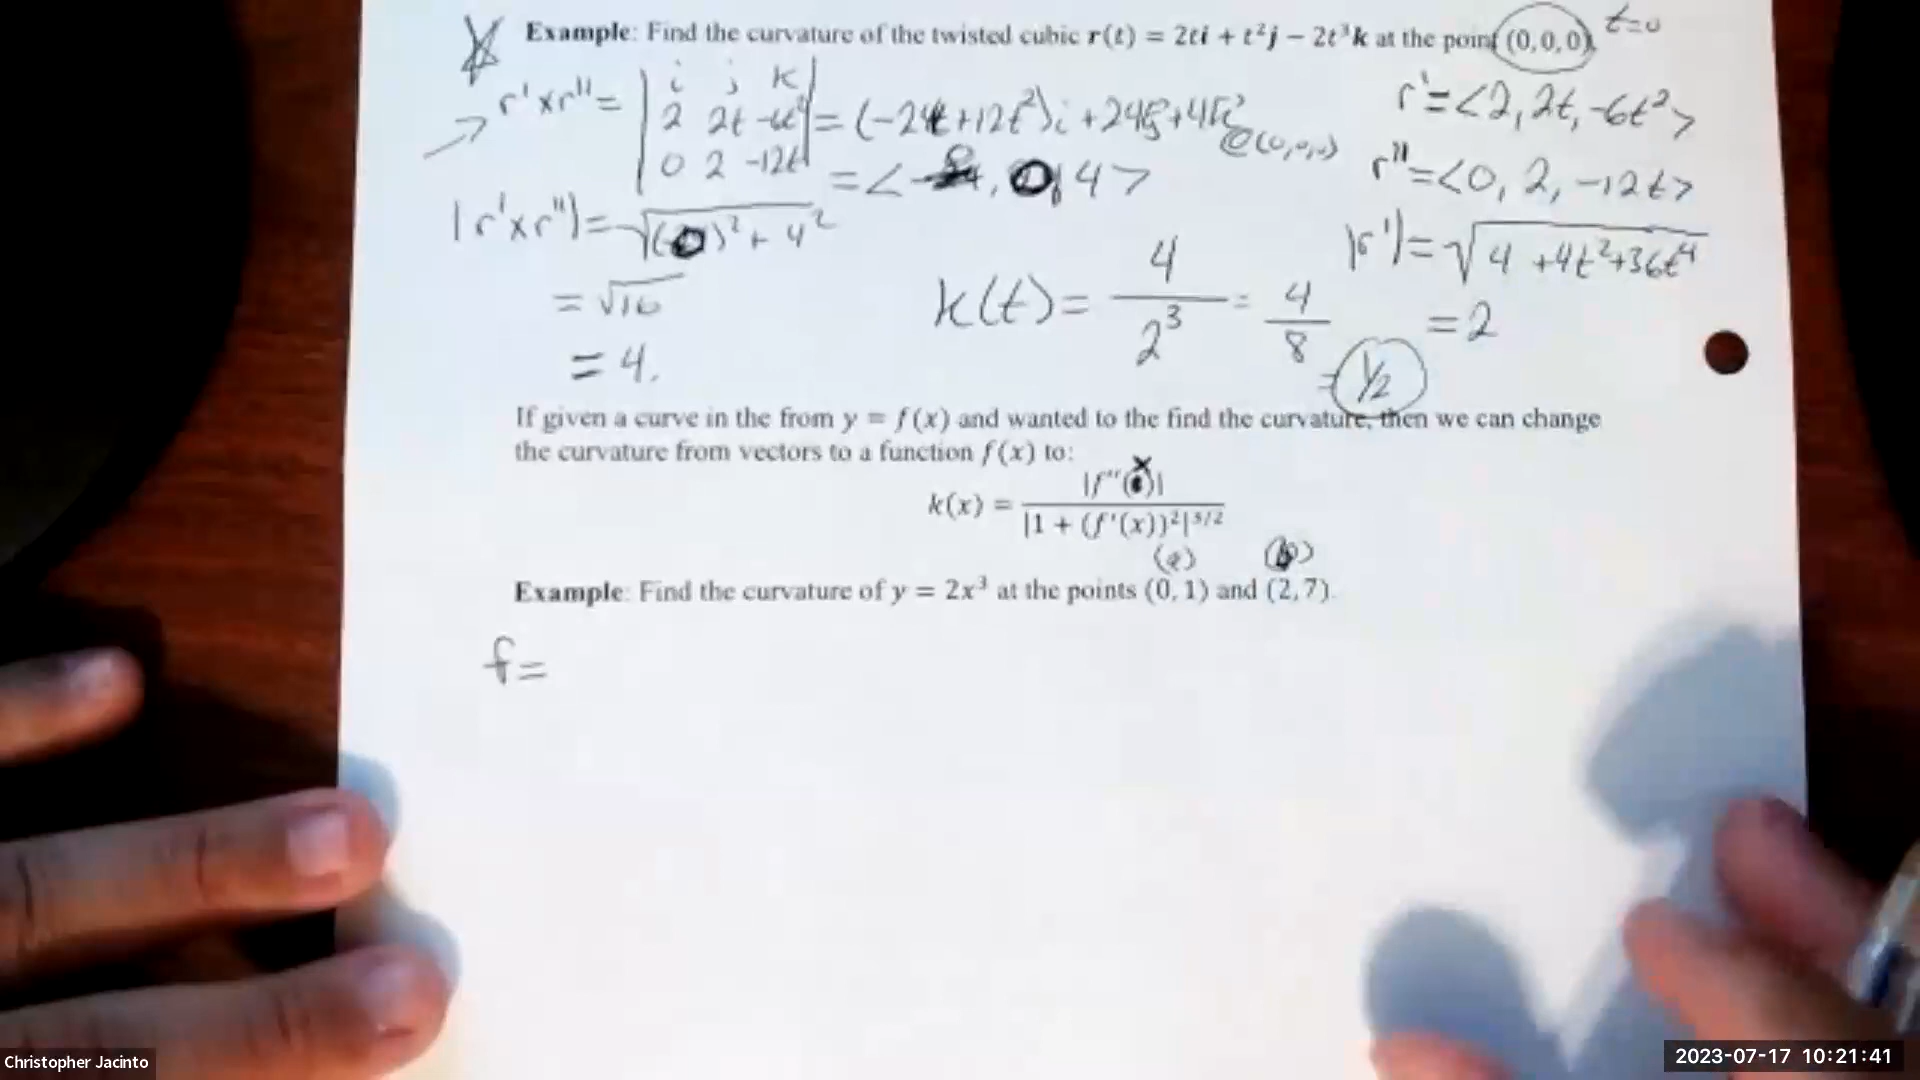 Example: Find the curvature of the twisted cubic r(t) = 2ti + t²j − 2t³k at the point (0,0,0). t=0
r'xr''= | i j k | r'=<2, 2t, -6t²>
2 2t -6t² = (-24t+12t²)i +24tj+4k
0 2 -12t @(0,0,0) r''=<0, 2, -12t>
=< 0, 0, 4>
|r'xr''|=√(0)²+4² |r'|=√4+4t²+36t⁴
=√16 k(t)= 4/2³ = 4/8 =2
= 4. = 1/2
If given a curve in the from y = f(x) and wanted to the find the curvature, then we can change
the curvature from vectors to a function f(x) to:
k(x) = |f''(x)| / |1 + (f'(x))²|^3/2
(a) (b)
Example: Find the curvature of y = 2x³ at the points (0, 1) and (2,7).
f=
Christopher Jacinto
2023-07-17 10:21:41